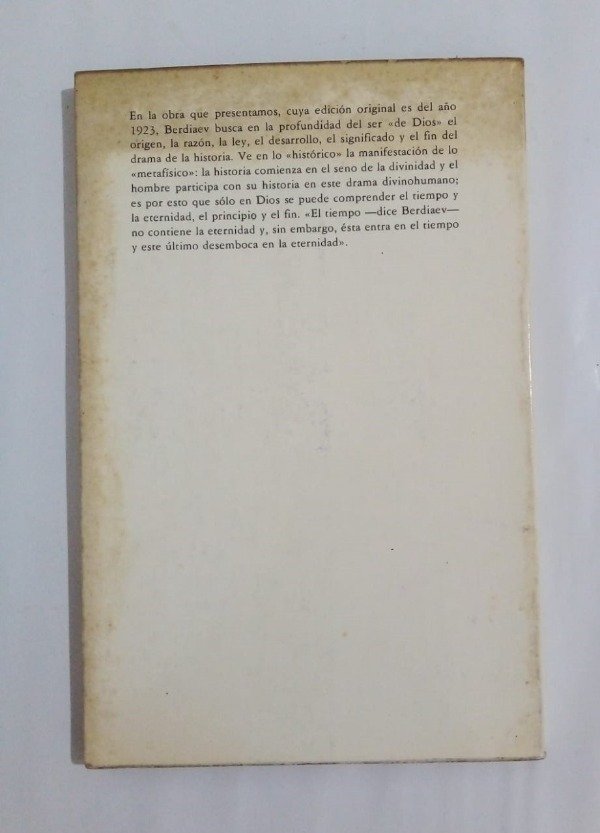 En la obra que presentamos, cuya edición original es del año
1923, Berdiaev busca en la profundidad del ser «de Dios» el
origen, la razón, la ley, el desarrollo, el significado y el fin del
drama de la historia. Ve en lo «histórico» la manifestación de lo
«metafísico»: la historia comienza en el seno de la divinidad y el
hombre participa con su historia en este drama divinohumano;
es por esto que sólo en Dios se puede comprender el tiempo y
la eternidad, el principio y el fin. «El tiempo —dice Berdiaev—
no contiene la eternidad y, sin embargo, ésta entra en el tiempo
y este último desemboca en la eternidad».